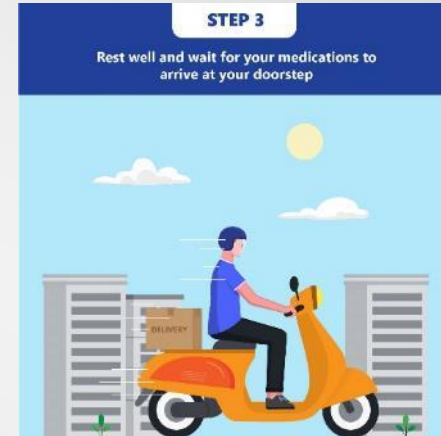 STEP 3
Rest well and wait for your medications to
arrive at your doorstep
DELIVERY